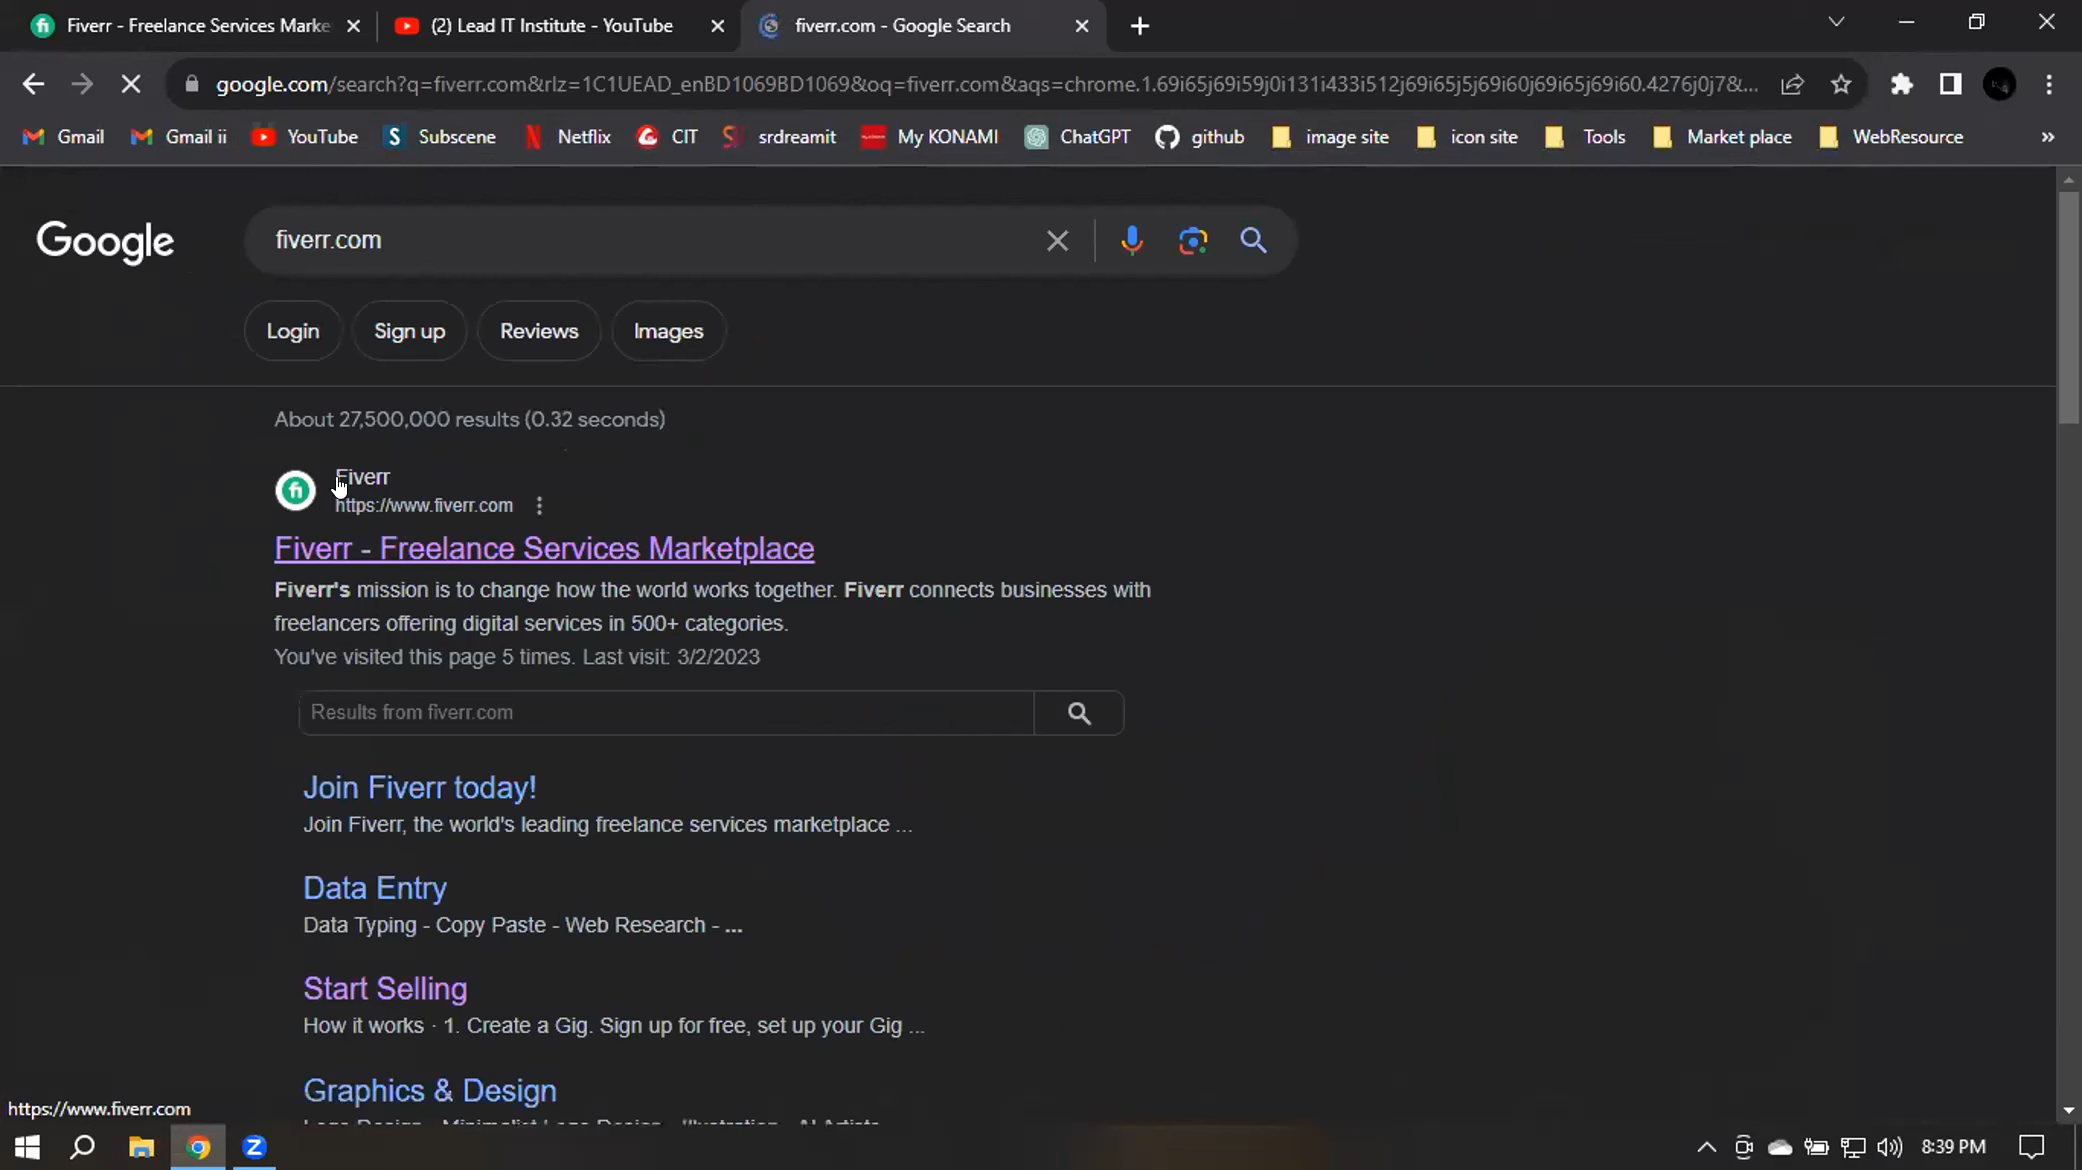 Fiverr - Freelance Services Marke
(2) Lead IT Institute - YouTube
fiverr.com - Google Search
google.com/search?q=fiverr.com&rlz=1C1UEAD_enBD1069BD1069&oq=fiverr.com&aqs=chrome.1.69i65j69i59j0i131i433i512j69i65j5j69i60j69i65j69i60.4276j0j7&...
Gmail Gmail ii YouTube Subscene Netflix CIT srdreamit My KONAMI ChatGPT github image site icon site Tools Market place WebResource »
Google
fiverr.com
Login Sign up Reviews Images
About 27,500,000 results (0.32 seconds)
Fiverr
https://www.fiverr.com
Fiverr - Freelance Services Marketplace
Fiverr's mission is to change how the world works together. Fiverr connects businesses with
freelancers offering digital services in 500+ categories.
You've visited this page 5 times. Last visit: 3/2/2023
Results from fiverr.com
Join Fiverr today!
Join Fiverr, the world's leading freelance services marketplace ...
Data Entry
Data Typing - Copy Paste - Web Research - ...
Start Selling
How it works · 1. Create a Gig. Sign up for free, set up your Gig ...
Graphics & Design
https://www.fiverr.com
8:39 PM